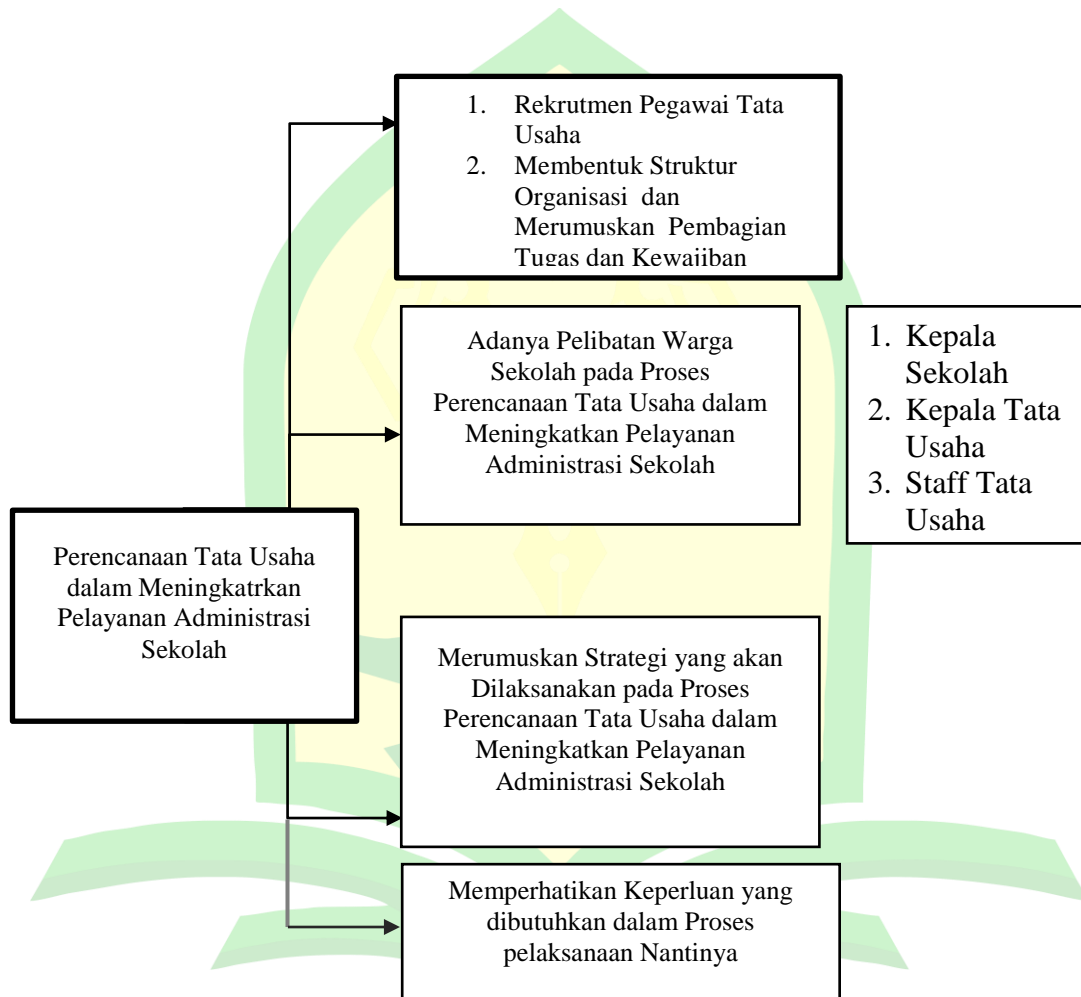 1. Rekrutmen Pegawai Tata
Usaha
2. Membentuk Struktur
Organisasi dan
Merumuskan Pembagian
Tugas dan Kewajiban
Adanya Pelibatan Warga
Sekolah pada Proses
Perencanaan Tata Usaha dalam
Meningkatkan Pelayanan
Administrasi Sekolah
1. Kepala
Sekolah
2. Kepala Tata
Usaha
3. Staff Tata
Usaha
Perencanaan Tata Usaha
dalam Meningkatrkan
Pelayanan Administrasi
Sekolah
Merumuskan Strategi yang akan
Dilaksanakan pada Proses
Perencanaan Tata Usaha dalam
Meningkatkan Pelayanan
Administrasi Sekolah
Memperhatikan Keperluan yang
dibutuhkan dalam Proses
pelaksanaan Nantinya